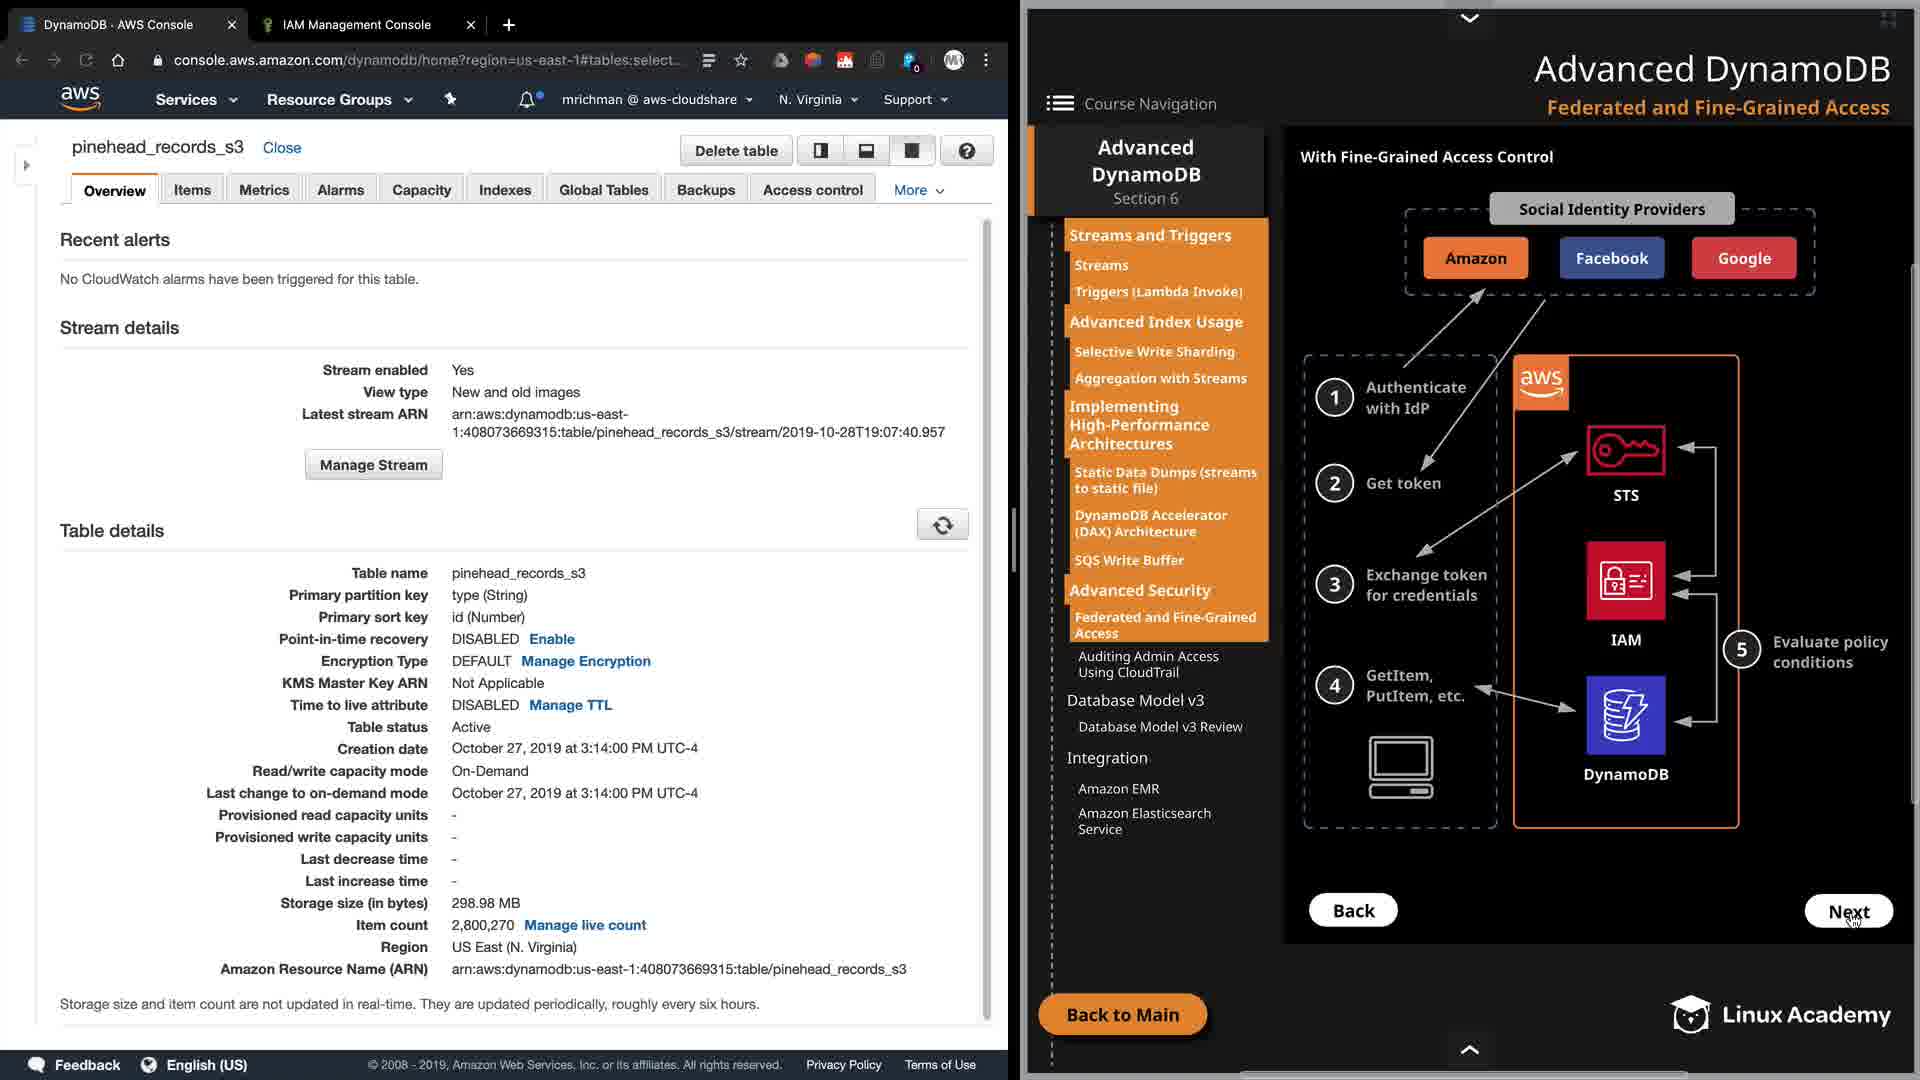 DynamoDB · AWS Console
IAM Management Console
console.aws.amazon.com/dynamodb/home?region=us-east-1#tables:select...
0
aws
Services
Resource Groups
mrichman @ aws-cloudshare
N. Virginia
Support
pinehead_records_s3
Close
Delete table
Overview
Items
Metrics
Alarms
Capacity
Indexes
Global Tables
Backups
Access control
More
Recent alerts
No CloudWatch alarms have been triggered for this table.
Stream details
Stream enabled Yes
View type New and old images
Latest stream ARN arn:aws:dynamodb:us-east-
1:408073669315:table/pinehead_records_s3/stream/2019-10-28T19:07:40.957
Manage Stream
Table details
Table name pinehead_records_s3
Primary partition key type (String)
Primary sort key id (Number)
Point-in-time recovery DISABLED Enable
Encryption Type DEFAULT Manage Encryption
KMS Master Key ARN Not Applicable
Time to live attribute DISABLED Manage TTL
Table status Active
Creation date October 27, 2019 at 3:14:00 PM UTC-4
Read/write capacity mode On-Demand
Last change to on-demand mode October 27, 2019 at 3:14:00 PM UTC-4
Provisioned read capacity units -
Provisioned write capacity units -
Last decrease time -
Last increase time -
Storage size (in bytes) 298.98 MB
Item count 2,800,270 Manage live count
Region US East (N. Virginia)
Amazon Resource Name (ARN) arn:aws:dynamodb:us-east-1:408073669315:table/pinehead_records_s3
Storage size and item count are not updated in real-time. They are updated periodically, roughly every six hours.
Feedback
English (US)
© 2008 - 2019, Amazon Web Services, Inc. or its affiliates. All rights reserved.
Privacy Policy
Terms of Use
Advanced DynamoDB
Federated and Fine-Grained Access
Course Navigation
Advanced
DynamoDB
Section 6
Streams and Triggers
Streams
Triggers (Lambda Invoke)
Advanced Index Usage
Selective Write Sharding
Aggregation with Streams
Implementing
High-Performance
Architectures
Static Data Dumps (streams
to static file)
DynamoDB Accelerator
(DAX) Architecture
SQS Write Buffer
Advanced Security
Federated and Fine-Grained
Access
Auditing Admin Access
Using CloudTrail
Database Model v3
Database Model v3 Review
Integration
Amazon EMR
Amazon Elasticsearch
Service
Back to Main
With Fine-Grained Access Control
Social Identity Providers
Amazon
Facebook
Google
1 Authenticate
with IdP
2 Get token
3 Exchange token
for credentials
4 GetItem,
PutItem, etc.
aws
STS
IAM
DynamoDB
5 Evaluate policy
conditions
Back
Next
Linux Academy